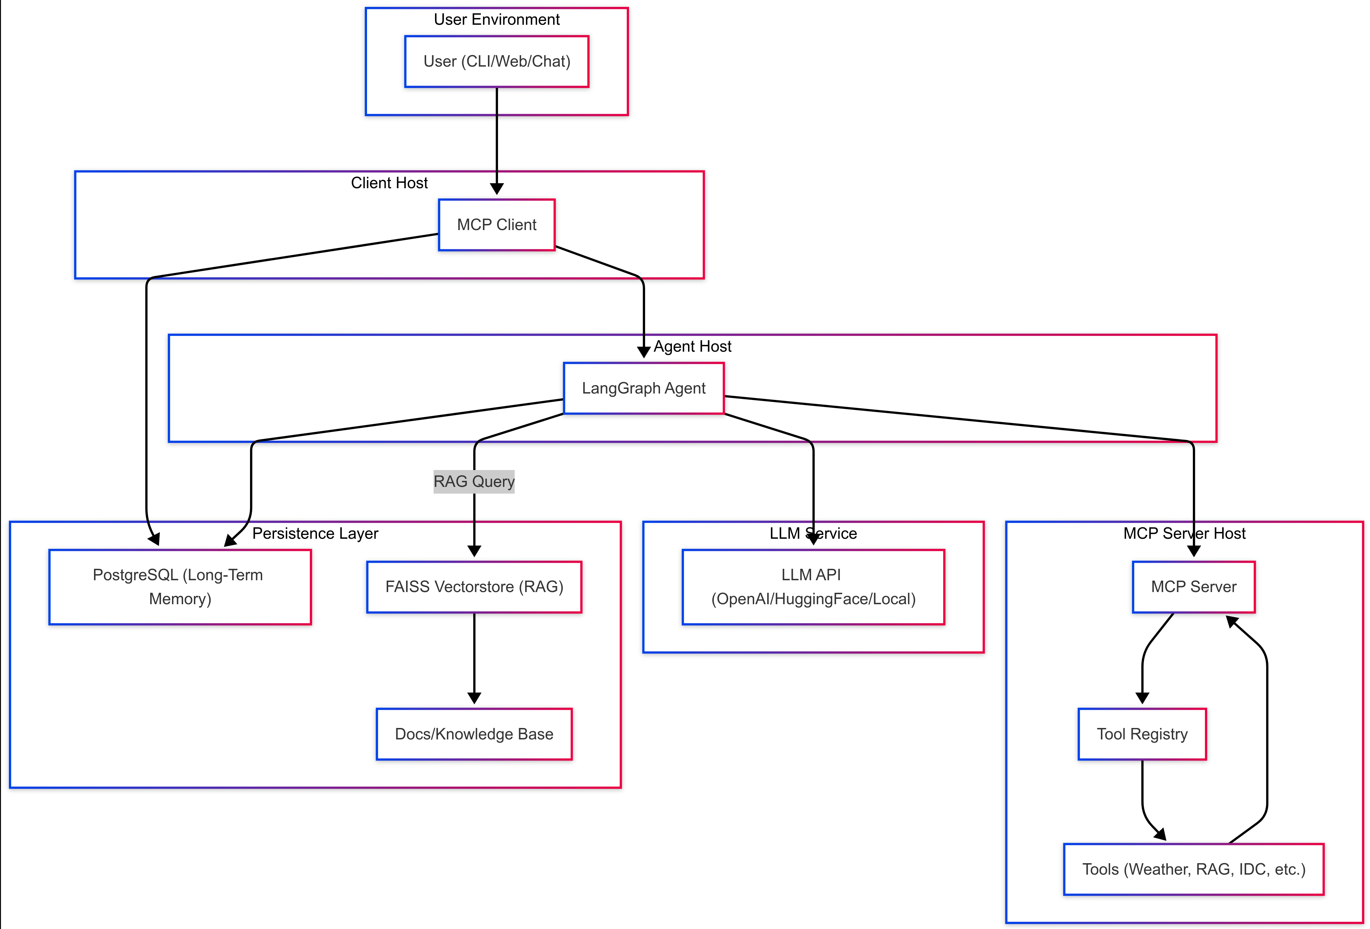 User Environment
User (CLI/Web/Chat)
Client Host
MCP Client
Agent Host
LangGraph Agent
RAG Query
Persistence Layer
PostgreSQL (Long-Term
Memory)
FAISS Vectorstore (RAG)
Docs/Knowledge Base
LLM Service
LLM API
(OpenAI/HuggingFace/Local)
MCP Server Host
MCP Server
Tool Registry
Tools (Weather, RAG, IDC, etc.)